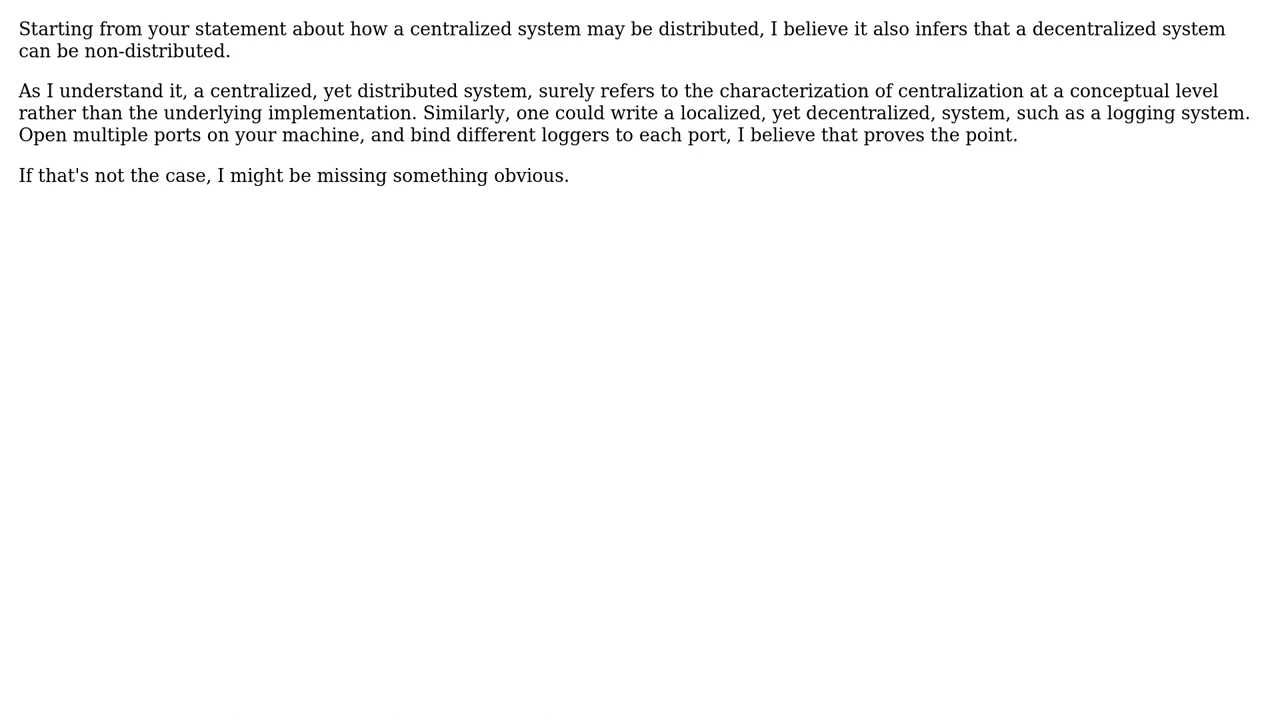 Starting from your statement about how a centralized system may be distributed, I believe it also infers that a decentralized system
can be non-distributed.
As I understand it, a centralized, yet distributed system, surely refers to the characterization of centralization at a conceptual level
rather than the underlying implementation. Similarly, one could write a localized, yet decentralized, system, such as a logging system.
Open multiple ports on your machine, and bind different loggers to each port, I believe that proves the point.
If that's not the case, I might be missing something obvious.